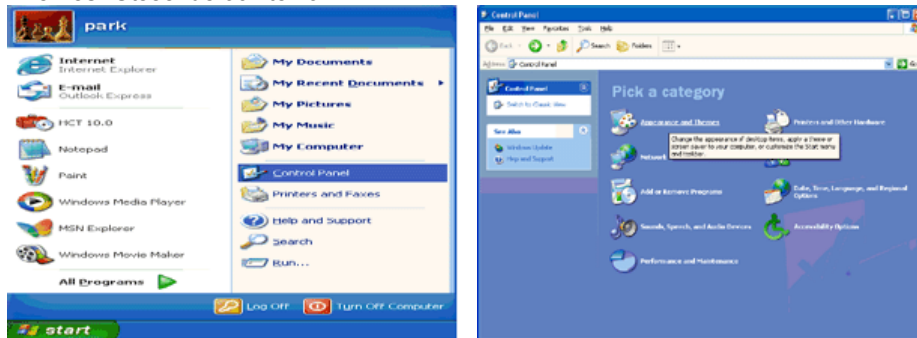 park
Internet
Internet Explorer
E-mail
Outlook Express
HCT 10.0
Notepad
Paint
Windows Media Player
MSN Explorer
Windows Movie Maker
All Programs
My Documents
My Recent Documents
My Pictures
My Music
My Computer
Control Panel
Printers and Faxes
Help and Support
Search
Run...
Log Off
Turn Off Computer
start
Control Panel
File Edit View Favorites Tools Help
Back Search Folders
Address Control Panel Go
Control Panel
Switch to Classic View
See Also
Windows Update
Help and Support
Pick a category
Appearance and Themes
Printers and Other Hardware
Change the appearance of desktop items, apply a theme or
screen saver to your computer, or customize the Start menu
and taskbar.
Network
Add or Remove Programs
Date, Time, Language, and Regional
Options
Sounds, Speech, and Audio Devices
Accessibility Options
Performance and Maintenance